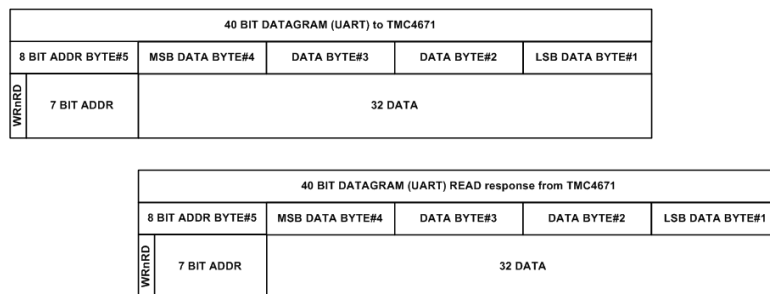 40 BIT DATAGRAM (UART) to TMC4671
8 BIT ADDR BYTE#5 MSB DATA BYTE#4 DATA BYTE#3 DATA BYTE#2 LSB DATA BYTE#1
WRnRD 7 BIT ADDR 32 DATA
40 BIT DATAGRAM (UART) READ response from TMC4671
8 BIT ADDR BYTE#5 MSB DATA BYTE#4 DATA BYTE#3 DATA BYTE#2 LSB DATA BYTE#1
WRnRD 7 BIT ADDR 32 DATA